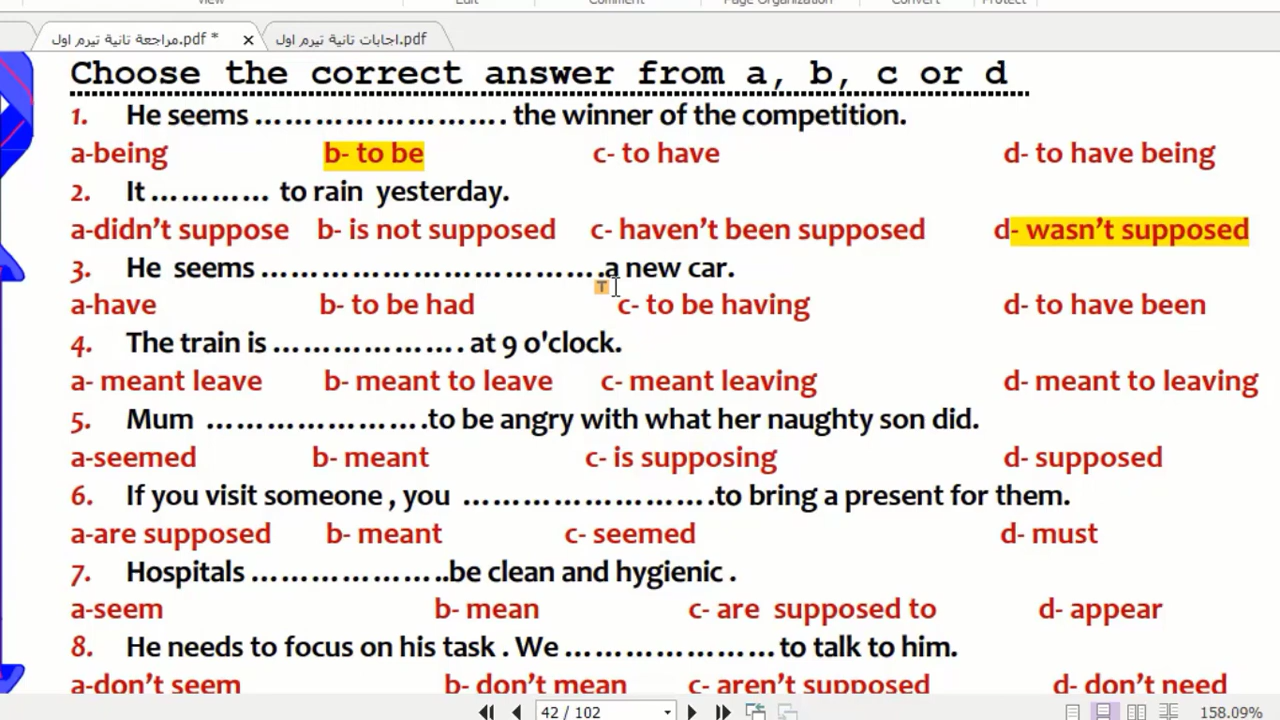 View Edit Comment Page Organization Convert Protect
مراجعة تانية تيرم اول.pdf * اجابات تانية تيرم اول.pdf
Choose the correct answer from a, b, c or d
1. He seems ……………………. the winner of the competition.
a-being b- to be c- to have d- to have being
2. It ………… to rain yesterday.
a-didn't suppose b- is not supposed c- haven't been supposed d- wasn't supposed
3. He seems …………………………….a new car.
a-have b- to be had c- to be having d- to have been
4. The train is ………………. at 9 o'clock.
a- meant leave b- meant to leave c- meant leaving d- meant to leaving
5. Mum ………………….to be angry with what her naughty son did.
a-seemed b- meant c- is supposing d- supposed
6. If you visit someone , you …………………….to bring a present for them.
a-are supposed b- meant c- seemed d- must
7. Hospitals ………………..be clean and hygienic .
a-seem b- mean c- are supposed to d- appear
8. He needs to focus on his task . We ………………… to talk to him.
a-don't seem b- don't mean c- aren't supposed d- don't need
42 / 102 158.09%